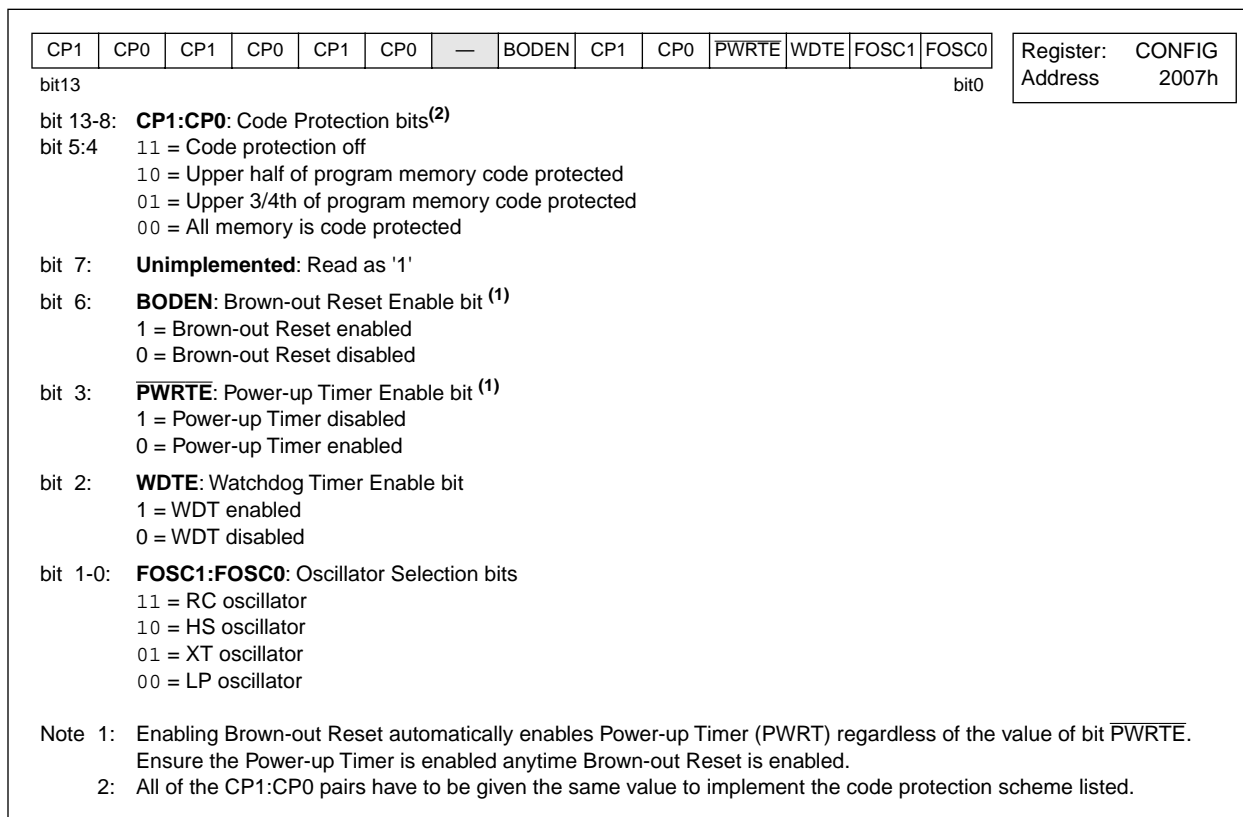 CP1 CP0 CP1 CP0 CP1 CP0 — BODEN CP1 CP0 PWRTE WDTE FOSC1 FOSC0
bit13 bit0
Register: CONFIG
Address 2007h
bit 13-8: CP1:CP0: Code Protection bits(2)
bit 5:4 11 = Code protection off
10 = Upper half of program memory code protected
01 = Upper 3/4th of program memory code protected
00 = All memory is code protected
bit 7: Unimplemented: Read as '1'
bit 6: BODEN: Brown-out Reset Enable bit (1)
1 = Brown-out Reset enabled
0 = Brown-out Reset disabled
bit 3: PWRTE: Power-up Timer Enable bit (1)
1 = Power-up Timer disabled
0 = Power-up Timer enabled
bit 2: WDTE: Watchdog Timer Enable bit
1 = WDT enabled
0 = WDT disabled
bit 1-0: FOSC1:FOSC0: Oscillator Selection bits
11 = RC oscillator
10 = HS oscillator
01 = XT oscillator
00 = LP oscillator
Note 1: Enabling Brown-out Reset automatically enables Power-up Timer (PWRT) regardless of the value of bit PWRTE.
Ensure the Power-up Timer is enabled anytime Brown-out Reset is enabled.
2: All of the CP1:CP0 pairs have to be given the same value to implement the code protection scheme listed.